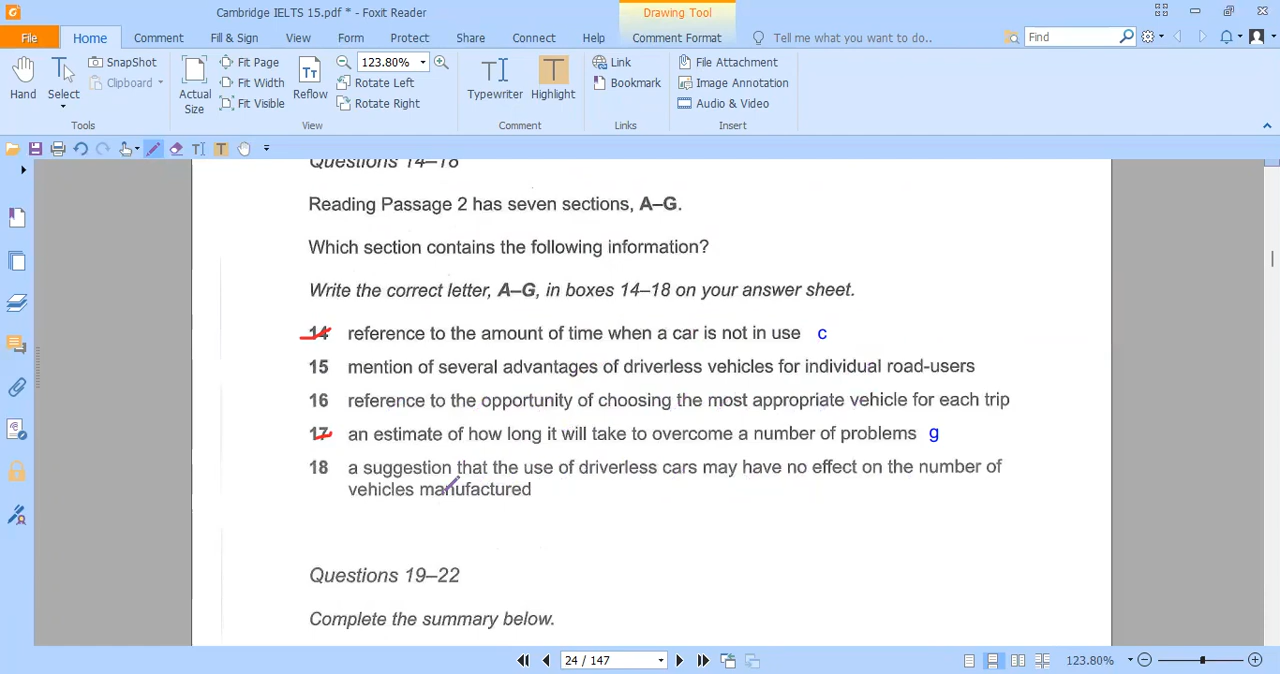 Cambridge IELTS 15.pdf * - Foxit Reader
Drawing Tool
File Home Comment Fill & Sign View Form Protect Share Connect Help Comment Format Tell me what you want to do.. Find
Hand
Select
SnapShot
Clipboard
Tools
Actual Size
Fit Page
Fit Width
Fit Visible
Reflow
123.80%
Rotate Left
Rotate Right
View
Typewriter
Highlight
Comment
Link
Bookmark
Links
File Attachment
Image Annotation
Audio & Video
Insert
Questions 14–18
Reading Passage 2 has seven sections, A–G.
Which section contains the following information?
Write the correct letter, A–G, in boxes 14–18 on your answer sheet.
14 reference to the amount of time when a car is not in use c
15 mention of several advantages of driverless vehicles for individual road-users
16 reference to the opportunity of choosing the most appropriate vehicle for each trip
17 an estimate of how long it will take to overcome a number of problems g
18 a suggestion that the use of driverless cars may have no effect on the number of
vehicles manufactured
Questions 19–22
Complete the summary below.
24 / 147
123.80%